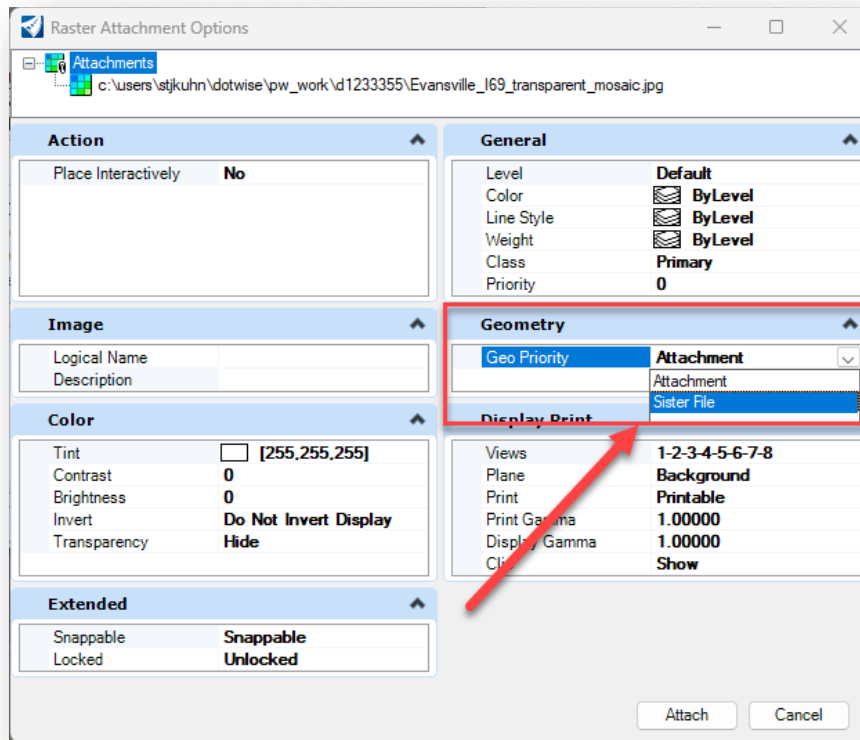 Raster Attachment Options
Attachments
c:\users\stjkuhn\dotwise\pw_work\d1233355\Evansville_I69_transparent_mosaic.jpg
Action
Place Interactively No
General
Level Default
Color ByLevel
Line Style ByLevel
Weight ByLevel
Class Primary
Priority 0
Image
Logical Name
Description
Geometry
Geo Priority Attachment
Attachment
Sister File
Color
Tint [255,255,255]
Contrast 0
Brightness 0
Invert Do Not Invert Display
Transparency Hide
Display Print
Views 1-2-3-4-5-6-7-8
Plane Background
Print Printable
Print Gamma 1.00000
Display Gamma 1.00000
Clip Show
Extended
Snappable Snappable
Locked Unlocked
Attach Cancel